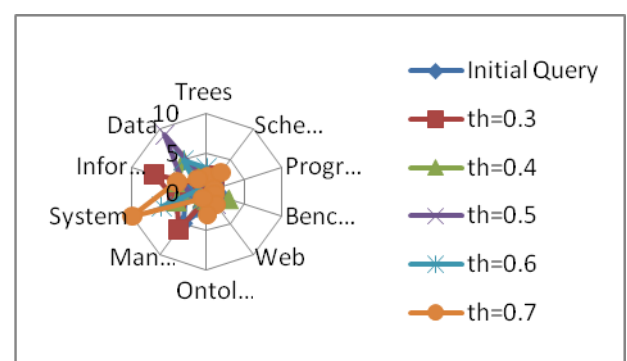 Trees
Sche...
Progr...
Benc...
Web
Ontol...
Man...
System
Infor...
Data
10
5
0
Initial Query
th=0.3
th=0.4
th=0.5
th=0.6
th=0.7